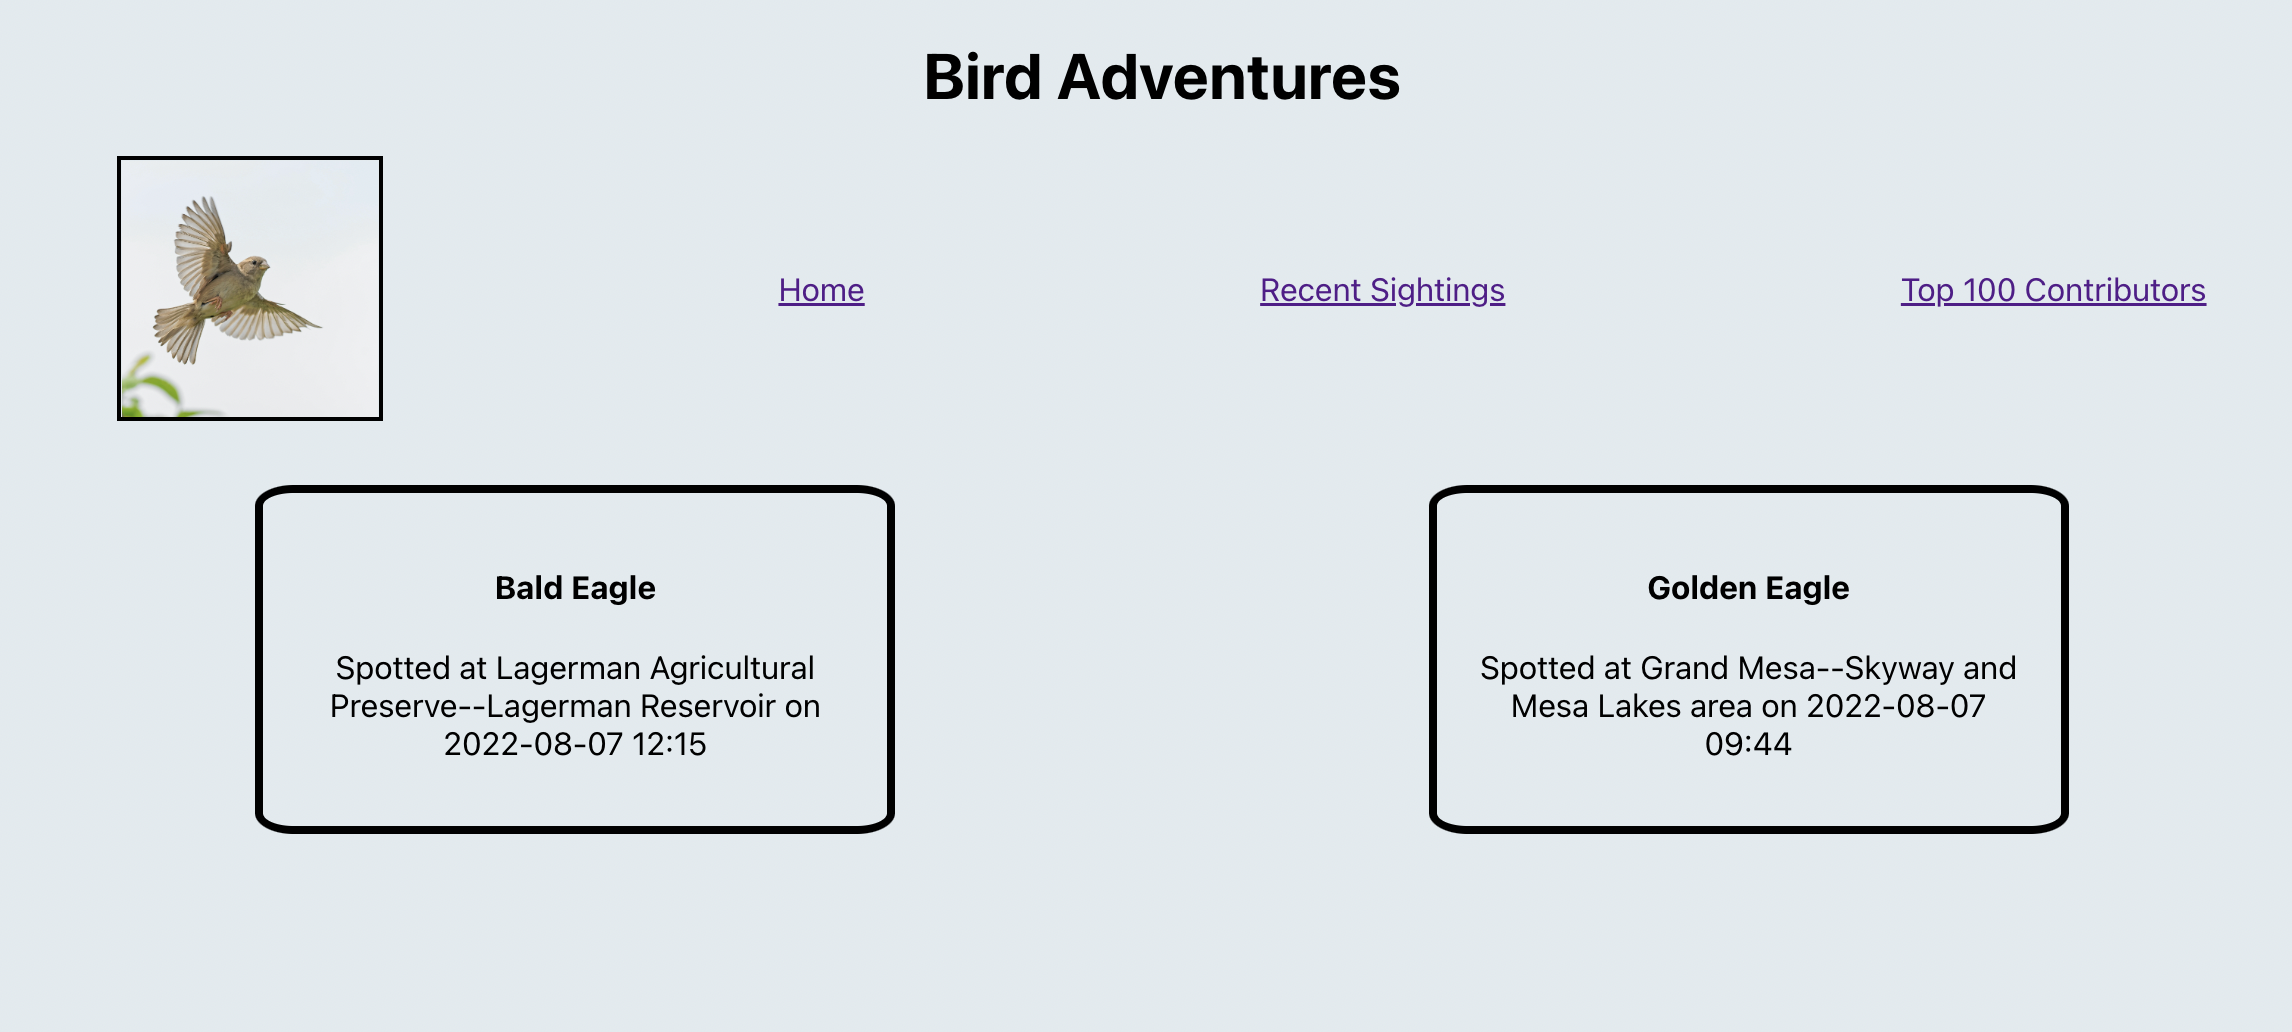 Bird Adventures
Home
Recent Sightings
Top 100 Contributors
Bald Eagle
Spotted at Lagerman Agricultural
Preserve--Lagerman Reservoir on
2022-08-07 12:15
Golden Eagle
Spotted at Grand Mesa--Skyway and
Mesa Lakes area on 2022-08-07
09:44